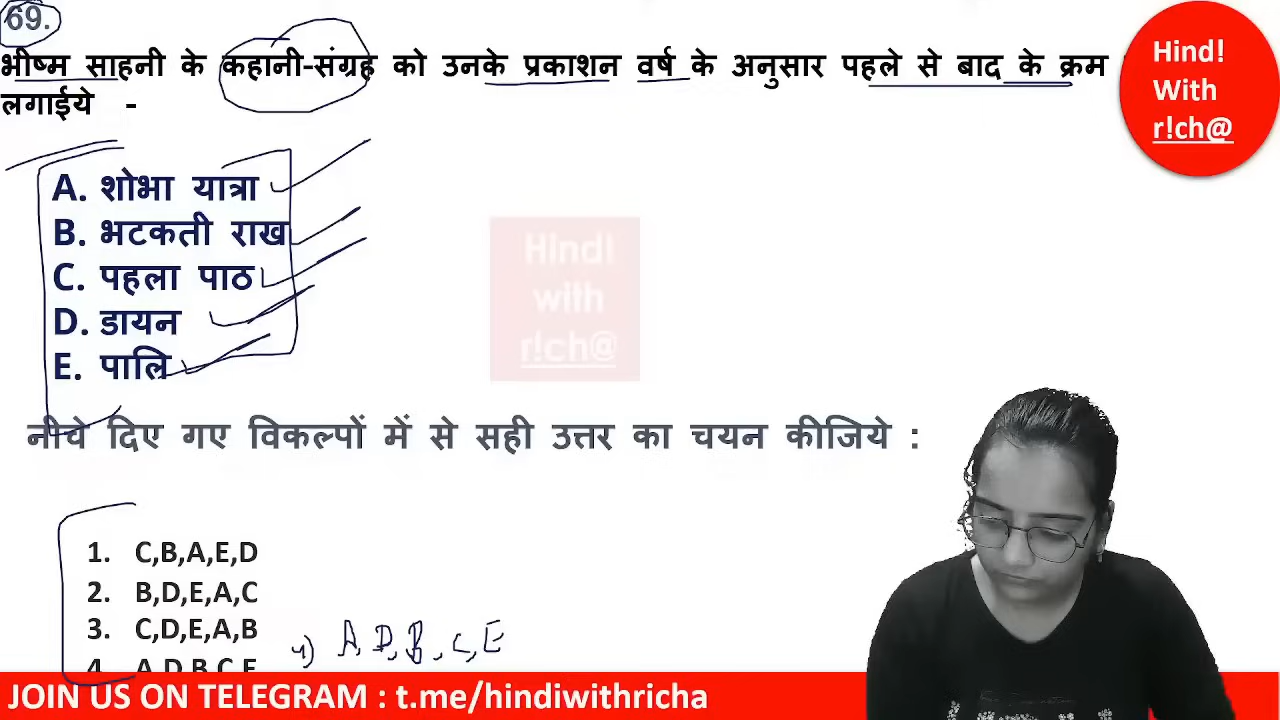 69.
भीष्म साहनी के कहानी-संग्रह को उनके प्रकाशन वर्ष के अनुसार पहले से बाद के क्रम
लगाईये -
Hind!
With
r!ch@
A. शोभा यात्रा
B. भटकती राख
C. पहला पाठ
D. डायन
E. पालि
HIndI
with
r!ch@
नीचे दिए गए विकल्पों में से सही उत्तर का चयन कीजिये :
1. C,B,A,E,D
2. B,D,E,A,C
3. C,D,E,A,B
4. A,D,B,C,E
4) A, D, B, C, E
JOIN US ON TELEGRAM : t.me/hindiwithricha